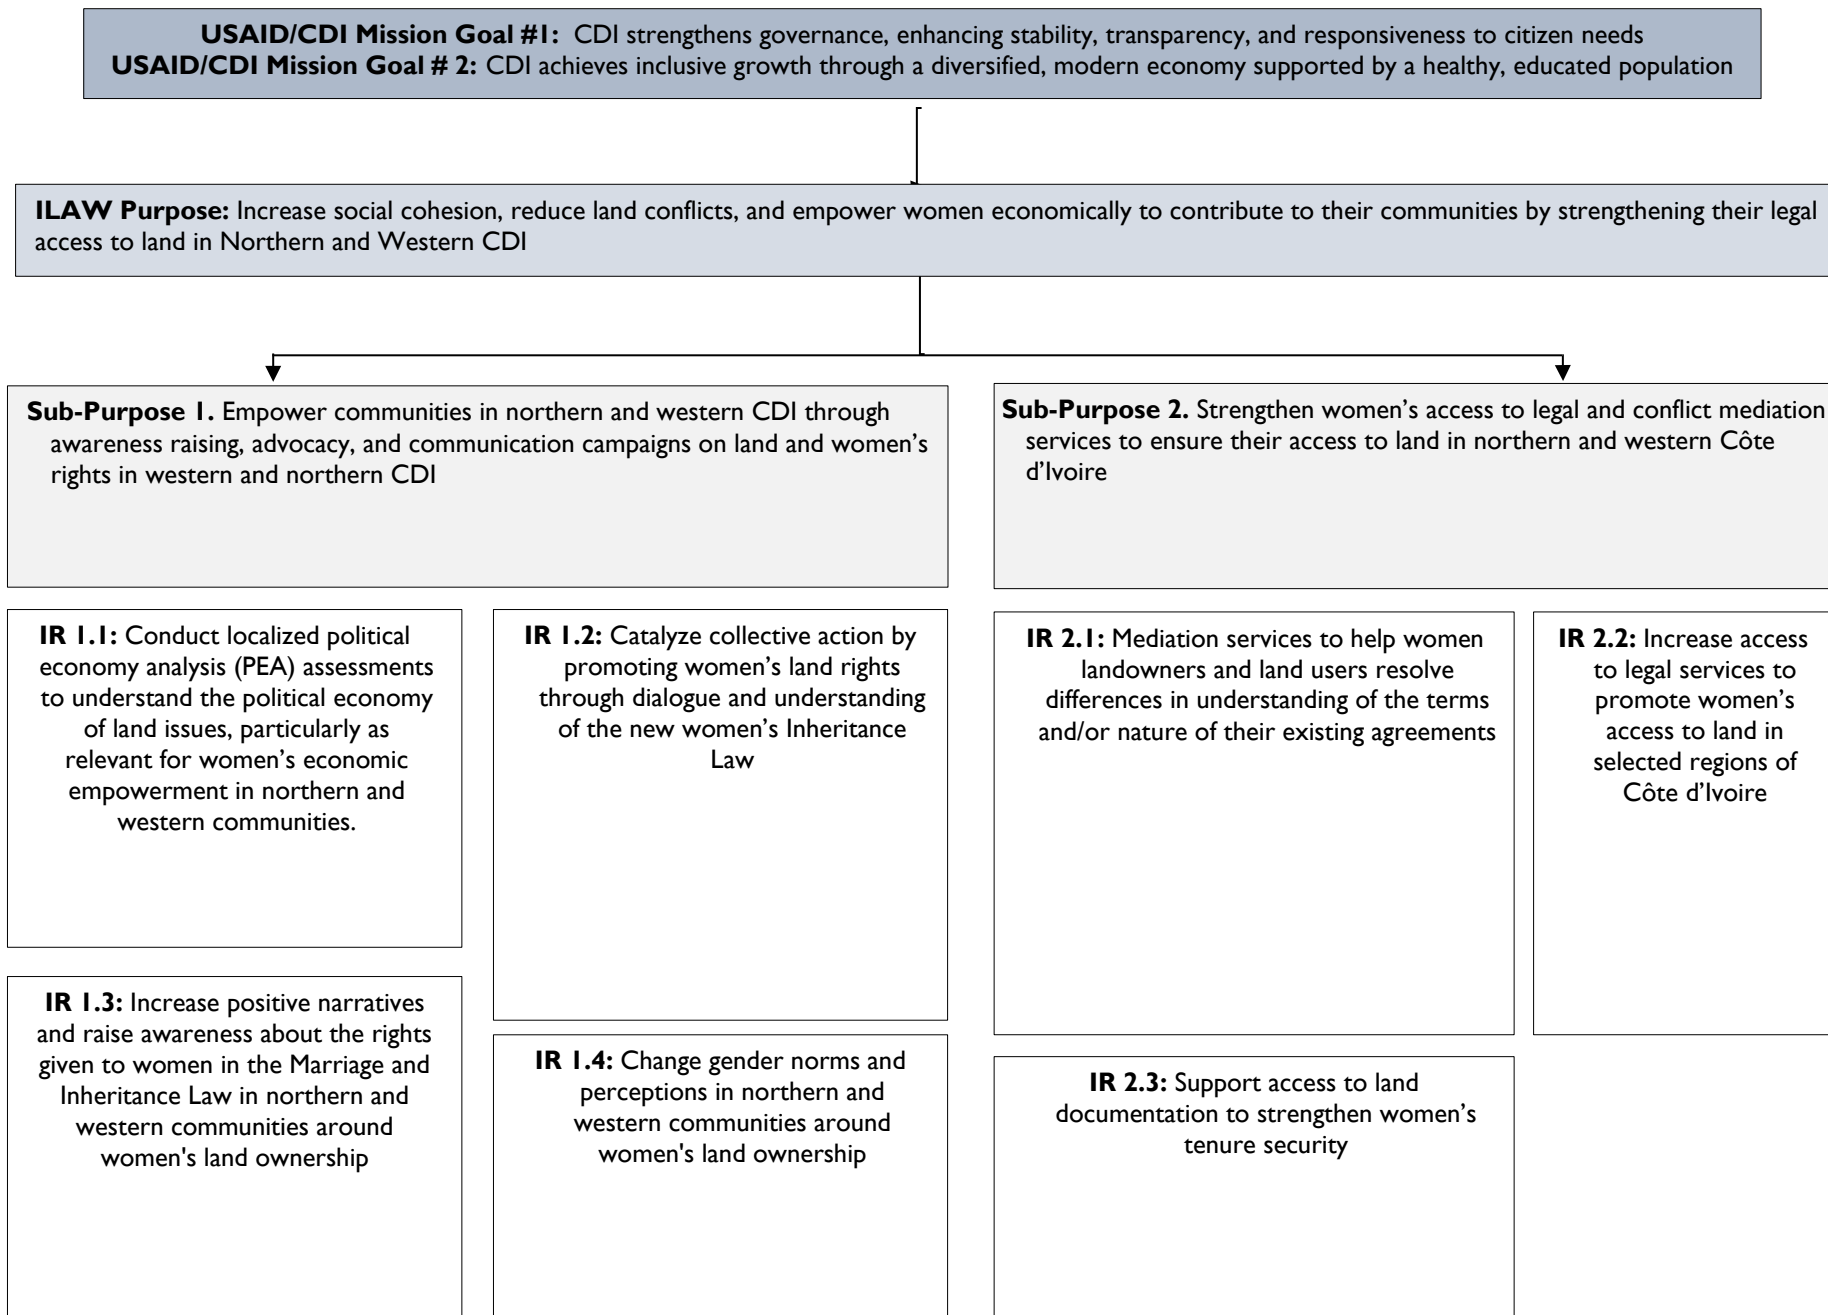 USAID/CDI Mission Goal #1: CDI strengthens governance, enhancing stability, transparency, and responsiveness to citizen needs
USAID/CDI Mission Goal # 2: CDI achieves inclusive growth through a diversified, modern economy supported by a healthy, educated population
ILAW Purpose: Increase social cohesion, reduce land conflicts, and empower women economically to contribute to their communities by strengthening their legal
access to land in Northern and Western CDI
Sub-Purpose 1. Empower communities in northern and western CDI through
awareness raising, advocacy, and communication campaigns on land and women’s
rights in western and northern CDI
Sub-Purpose 2. Strengthen women’s access to legal and conflict mediation
services to ensure their access to land in northern and western Côte
d’Ivoire
IR 1.1: Conduct localized political
economy analysis (PEA) assessments
to understand the political economy
of land issues, particularly as
relevant for women’s economic
empowerment in northern and
western communities.
IR 1.2: Catalyze collective action by
promoting women’s land rights
through dialogue and understanding
of the new women’s Inheritance
Law
IR 2.1: Mediation services to help women
landowners and land users resolve
differences in understanding of the terms
and/or nature of their existing agreements
IR 2.2: Increase access
to legal services to
promote women’s
access to land in
selected regions of
Côte d’Ivoire
IR 1.3: Increase positive narratives
and raise awareness about the rights
given to women in the Marriage and
Inheritance Law in northern and
western communities around
women's land ownership
IR 1.4: Change gender norms and
perceptions in northern and
western communities around
women's land ownership
IR 2.3: Support access to land
documentation to strengthen women’s
tenure security